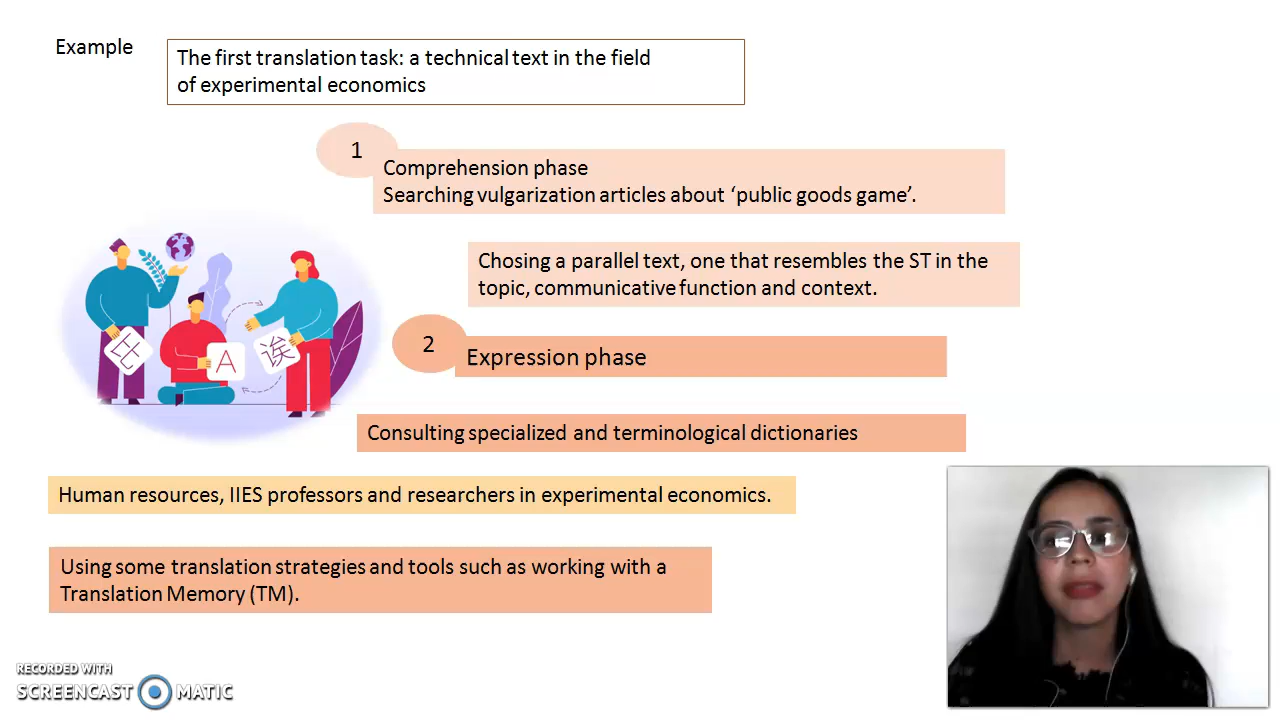 Example
The first translation task: a technical text in the field
of experimental economics
1
Comprehension phase
Searching vulgarization articles about ‘public goods game’.
Chosing a parallel text, one that resembles the ST in the
topic, communicative function and context.
2
Expression phase
A
诶
Consulting specialized and terminological dictionaries
Human resources, IIES professors and researchers in experimental economics.
Using some translation strategies and tools such as working with a
Translation Memory (TM).
RECORDED WITH
SCREENCAST MATIC